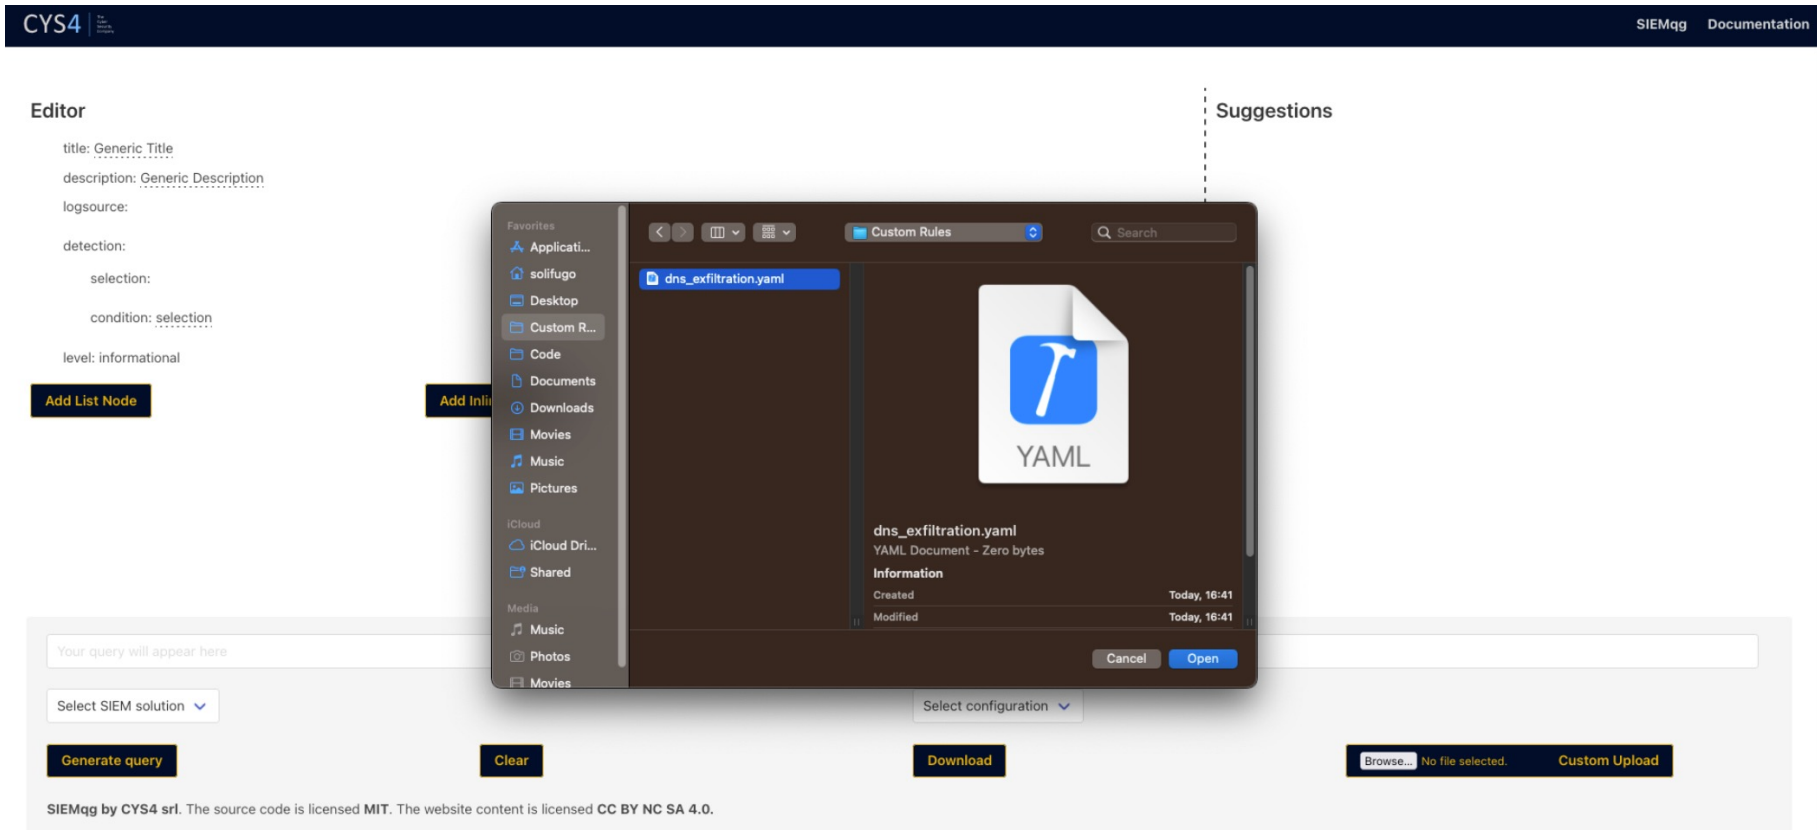 CYS4
SIEMqg Documentation
Editor
title: Generic Title
description: Generic Description
logsource:
detection:
selection:
condition: selection
level: informational
Add List Node
Add Inli
Suggestions
Favorites
Applicati...
solifugo
Desktop
Custom R...
Code
Documents
Downloads
Movies
Music
Pictures
iCloud
iCloud Dri...
Shared
Media
Music
Photos
Movies
Custom Rules
Search
dns_exfiltration.yaml
YAML
dns_exfiltration.yaml
YAML Document - Zero bytes
Information
Created Today, 16:41
Modified Today, 16:41
Cancel Open
Your query will appear here
Select SIEM solution
Select configuration
Generate query
Clear
Download
Browse... No file selected. Custom Upload
SIEMqg by CYS4 srl. The source code is licensed MIT. The website content is licensed CC BY NC SA 4.0.